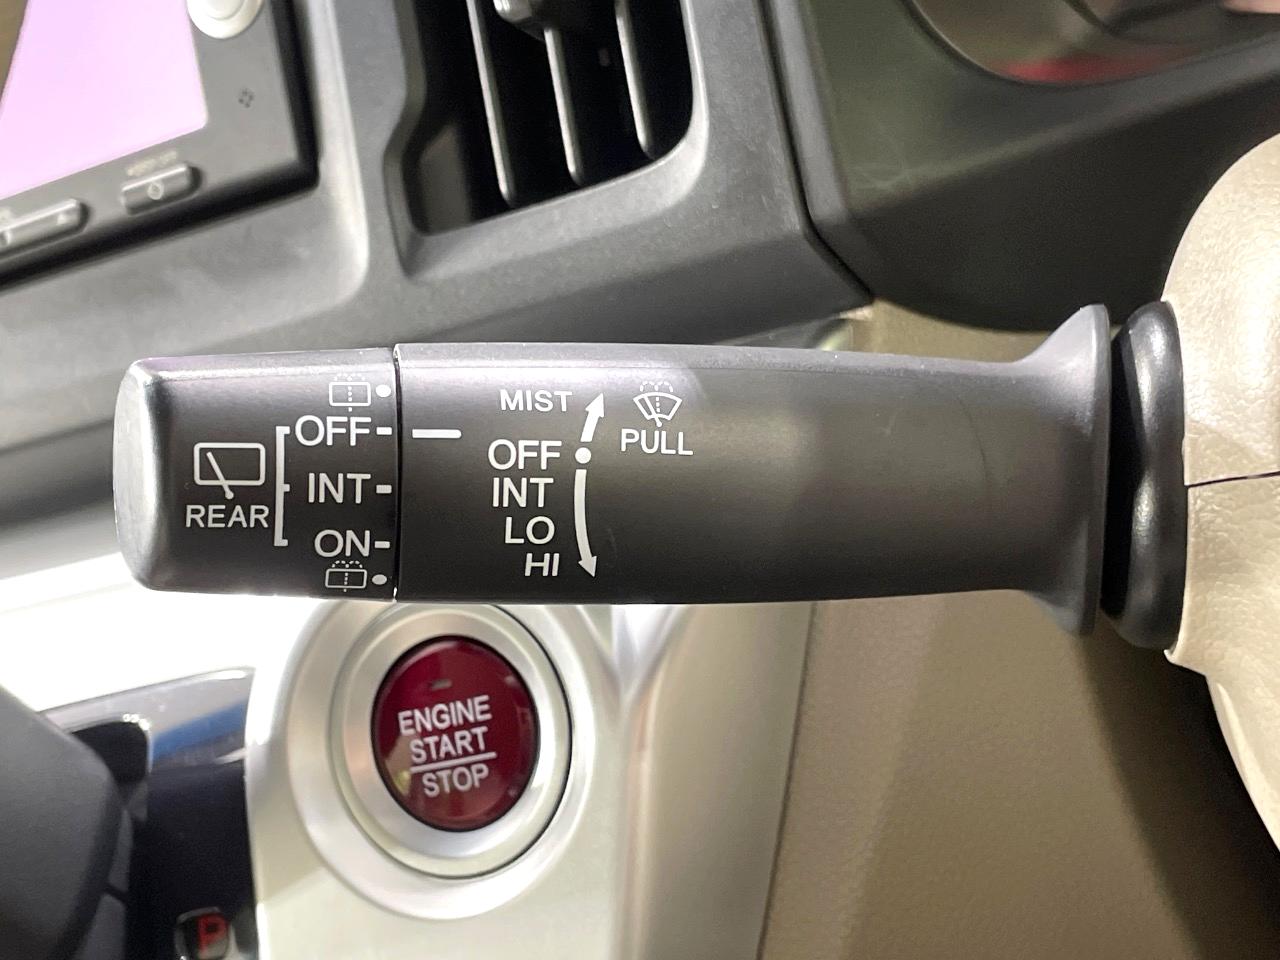 OFF
INT
ON
REAR
MIST
OFF
INT
LO
HI
PULL
ENGINE
START
STOP
P